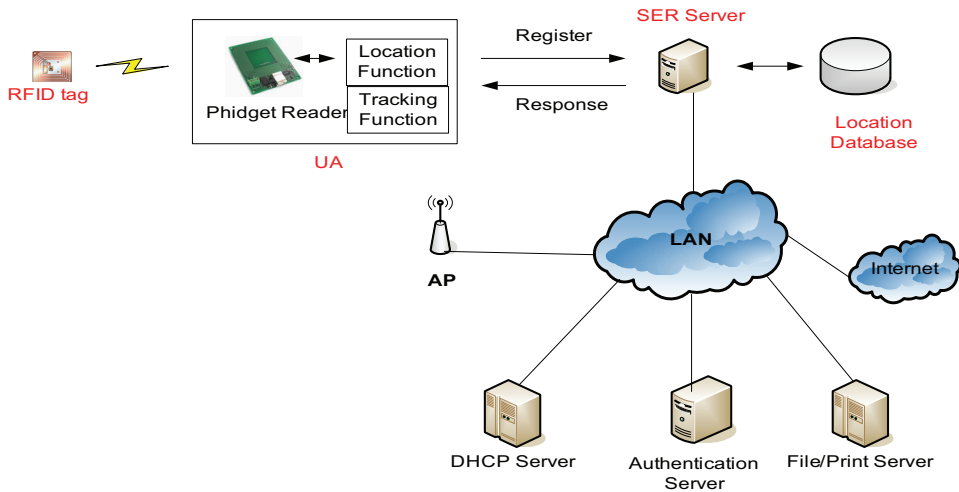 SER Server
Register
Location
Function
RFID tag
Phidget Reader
Tracking
Function
Response
Location
Database
UA
LAN
AP
Internet
DHCP Server
Authentication
Server
File/Print Server